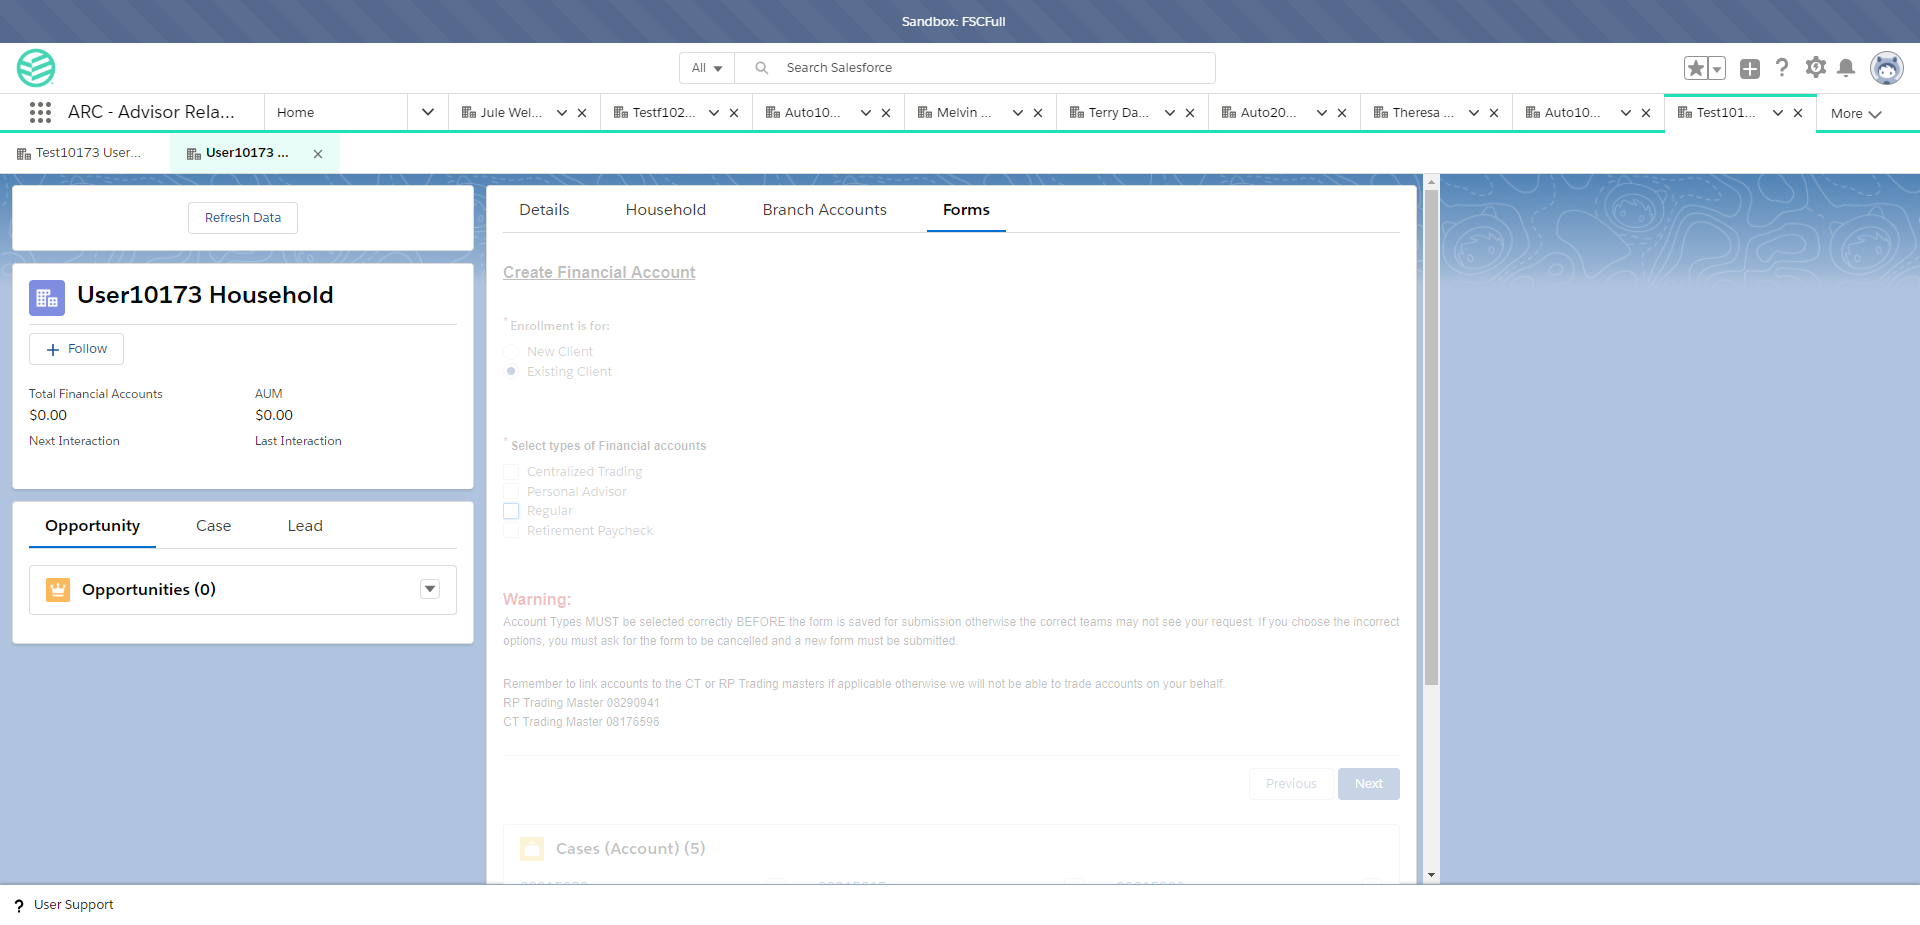 Sandbox: FSCFull
All
Search Salesforce
ARC - Advisor Rela...
Home
Jule Wel...
Testf102...
Auto10...
Melvin ...
Terry Da...
Auto20...
Theresa ...
Auto10...
Test101...
More
Test10173 User...
User10173 ...
Refresh Data
User10173 Household
Follow
Total Financial Accounts
AUM
$0.00
$0.00
Next Interaction
Last Interaction
Opportunity
Case
Lead
Opportunities (0)
Details
Household
Branch Accounts
Forms
Create Financial Account
* Enrollment is for:
New Client
Existing Client
* Select types of Financial accounts
Centralized Trading
Personal Advisor
Regular
Retirement Paycheck
Warning:
Account Types MUST be selected correctly BEFORE the form is saved for submission otherwise the correct teams may not see your request. If you choose the incorrect
options, you must ask for the form to be cancelled and a new form must be submitted.
Remember to link accounts to the CT or RP Trading masters if applicable otherwise we will not be able to trade accounts on your behalf.
RP Trading Master 08290941
CT Trading Master 08176596
Previous
Next
Cases (Account) (5)
? User Support